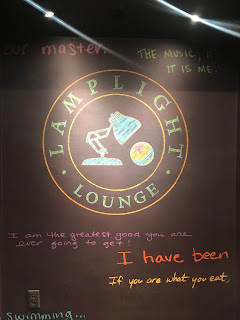 our master.
THE MUSIC,
IT IS ME.
LAMPLIGHT
LOUNGE
I am the greatest good you are
ever going to get!
I have been
If you are what you eat,
swimming...